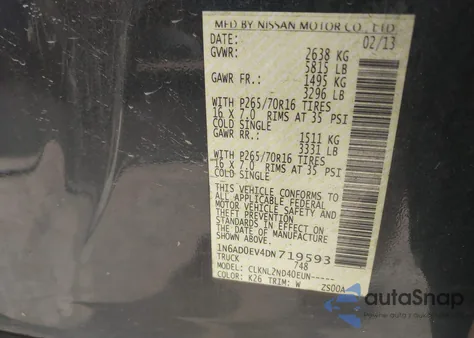 MFD BY NISSAN MOTOR CO., LTD.
DATE: 02/13
GVWR: 2638 KG
5815 LB
GAWR FR.: 1495 KG
3296 LB
WITH P265/70R16 TIRES
16 X 7.0 RIMS AT 35 PSI
COLD SINGLE
GAWR RR.: 1511 KG
3331 LB
WITH P265/70R16 TIRES
16 X 7.0 RIMS AT 35 PSI
COLD SINGLE
THIS VEHICLE CONFORMS TO
ALL APPLICABLE FEDERAL
MOTOR VEHICLE SAFETY AND
THEFT PREVENTION
STANDARDS IN EFFECT ON
THE DATE OF MANUFACTURE
SHOWN ABOVE.
1N6AD0EV4DN719593
TRUCK 748
MODEL: CLKNL2ND40EUN-----
COLOR: K26 TRIM: W ZS00A
autoSnap